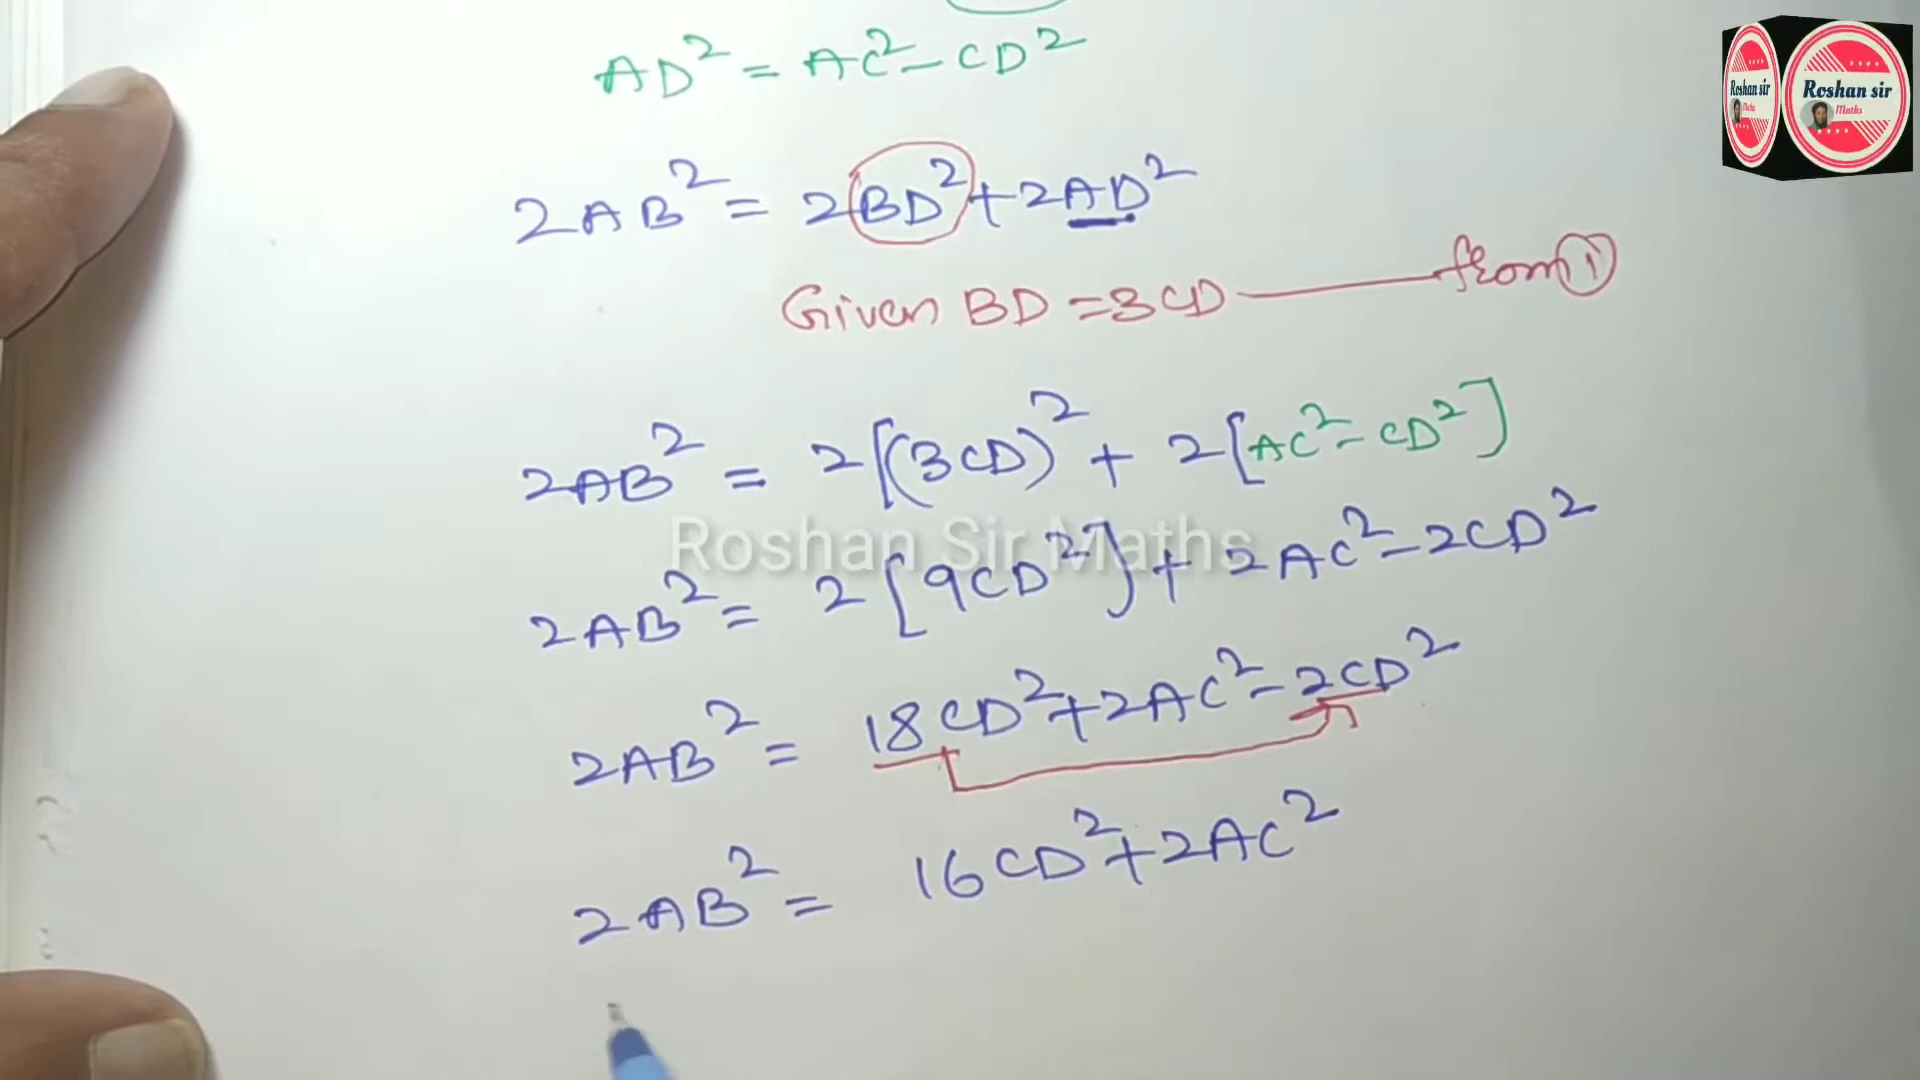 AD² = AC² - CD²
Roshan sir
Maths
Roshan sir
Maths
2AB² = 2BD² + 2AD²
Given BD = 3CD from ①
2AB² = 2[(3CD)² + 2[AC² - CD²]
Roshan Sir Maths
2AB² = 2[9CD²] + 2AC² - 2CD²
2AB² = 18CD² + 2AC² - 2CD²
2AB² = 16CD² + 2AC²